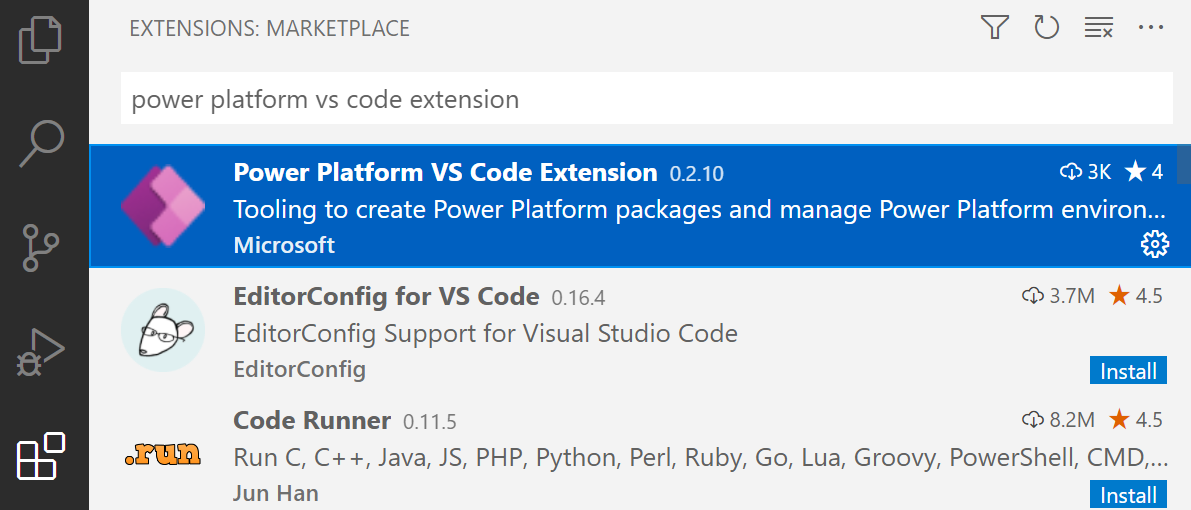 EXTENSIONS: MARKETPLACE
power platform vs code extension
Power Platform VS Code Extension 0.2.10 3K 4
Tooling to create Power Platform packages and manage Power Platform environ...
Microsoft
EditorConfig for VS Code 0.16.4 3.7M 4.5
EditorConfig Support for Visual Studio Code
EditorConfig Install
Code Runner 0.11.5 8.2M 4.5
.run Run C, C++, Java, JS, PHP, Python, Perl, Ruby, Go, Lua, Groovy, PowerShell, CMD,...
Jun Han Install